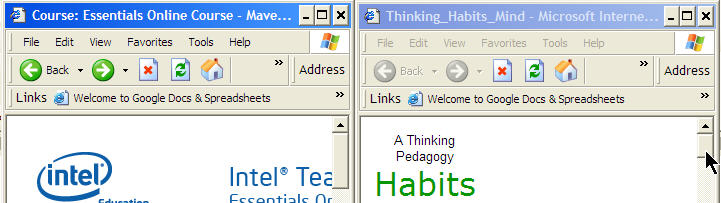 Course: Essentials Online Course - Mave...
File Edit View Favorites Tools Help
Back Address
Links Welcome to Google Docs & Spreadsheets
intel
Education
Intel® Tea
Essentials On
Thinking_Habits_Mind - Microsoft Interne...
File Edit View Favorites Tools Help
Back Address
Links Welcome to Google Docs & Spreadsheets
A Thinking
Pedagogy
Habits